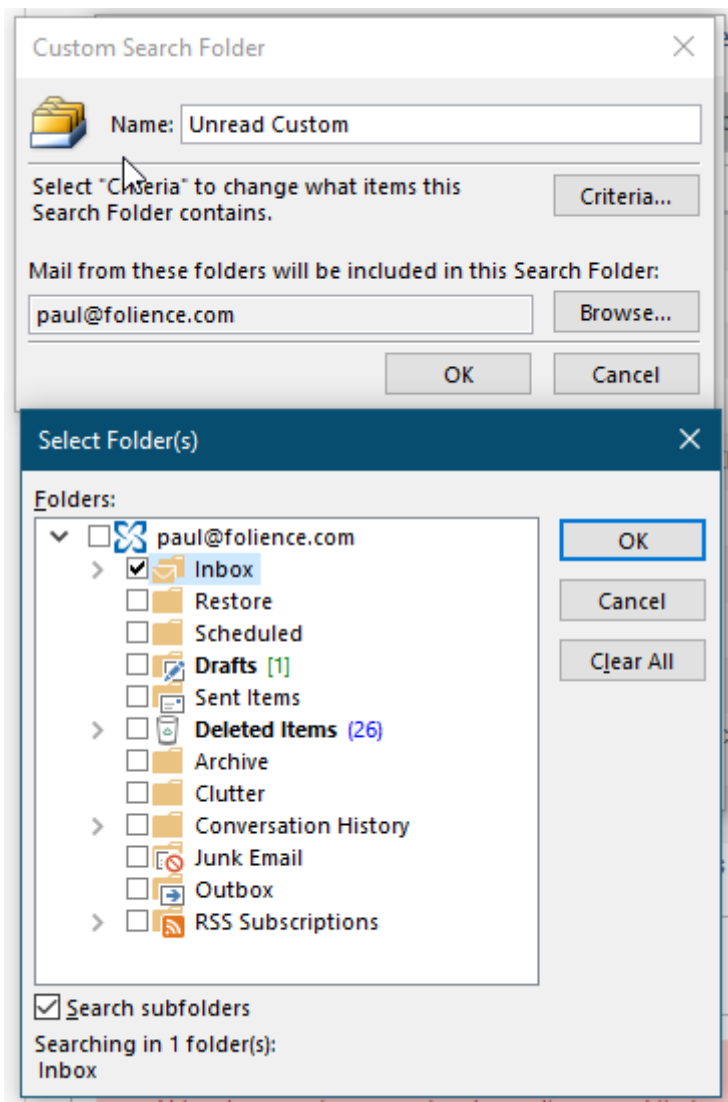 Custom Search Folder
Name: Unread Custom
Select "Criteria" to change what items this
Search Folder contains.
Criteria...
Mail from these folders will be included in this Search Folder:
paul@folience.com
Browse...
OK
Cancel
Select Folder(s)
Folders:
paul@folience.com
Inbox
Restore
Scheduled
Drafts [1]
Sent Items
Deleted Items (26)
Archive
Clutter
Conversation History
Junk Email
Outbox
RSS Subscriptions
OK
Cancel
Clear All
Search subfolders
Searching in 1 folder(s):
Inbox